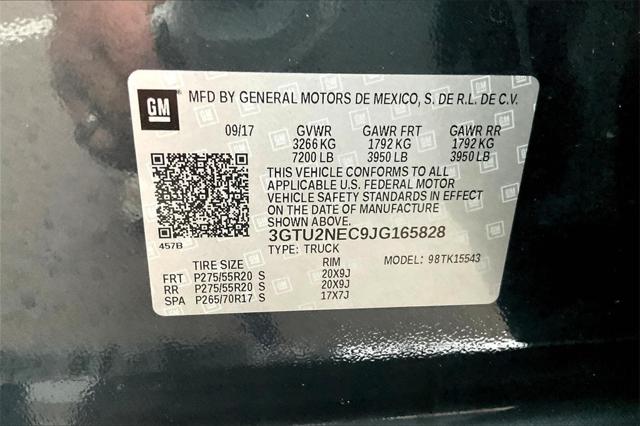 GM MFD BY GENERAL MOTORS DE MEXICO, S. DE R.L. DE C.V.
09/17 GVWR GAWR FRT GAWR RR
3266 KG 1792 KG 1792 KG
7200 LB 3950 LB 3950 LB
THIS VEHICLE CONFORMS TO ALL
APPLICABLE U.S. FEDERAL MOTOR
VEHICLE SAFETY STANDARDS IN EFFECT
ON THE DATE OF MANUFACTURE
SHOWN ABOVE.
3GTU2NEC9JG165828
457B TYPE: TRUCK
MODEL: 98TK15543
TIRE SIZE RIM
FRT P275/55R20 S 20X9J
RR P275/55R20 S 20X9J
SPA P265/70R17 S 17X7J